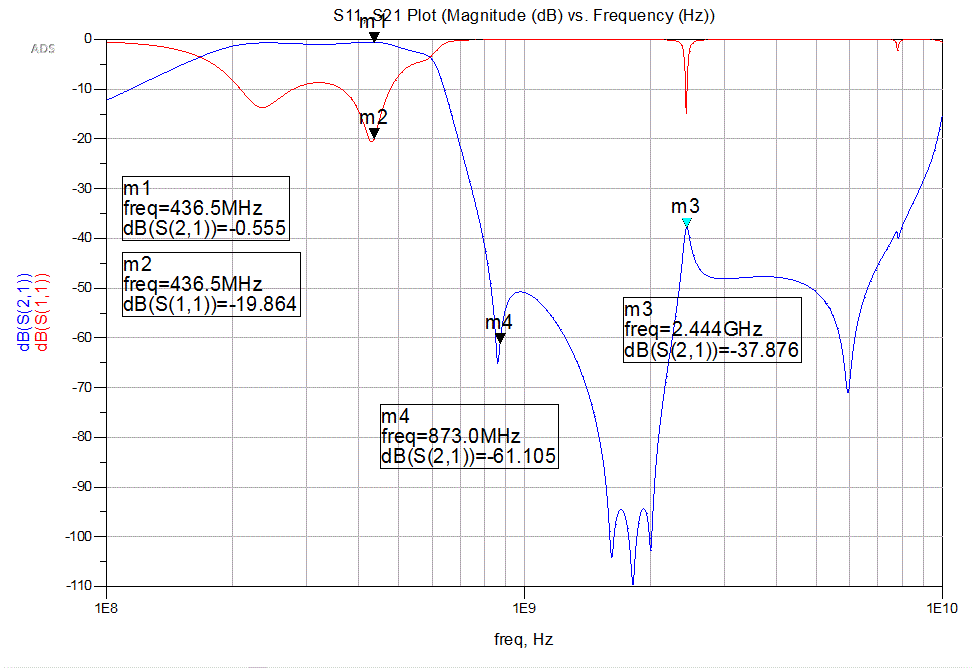 S11, S21 Plot (Magnitude (dB) vs. Frequency (Hz))
ADS
m1
m2
m3
m4
m1
freq=436.5MHz
dB(S(2,1))=-0.555
m2
freq=436.5MHz
dB(S(1,1))=-19.864
m3
freq=2.444GHz
dB(S(2,1))=-37.876
m4
freq=873.0MHz
dB(S(2,1))=-61.105
dB(S(2,1))
dB(S(1,1))
0
-10
-20
-30
-40
-50
-60
-70
-80
-90
-100
-110
1E8
1E9
1E10
freq, Hz